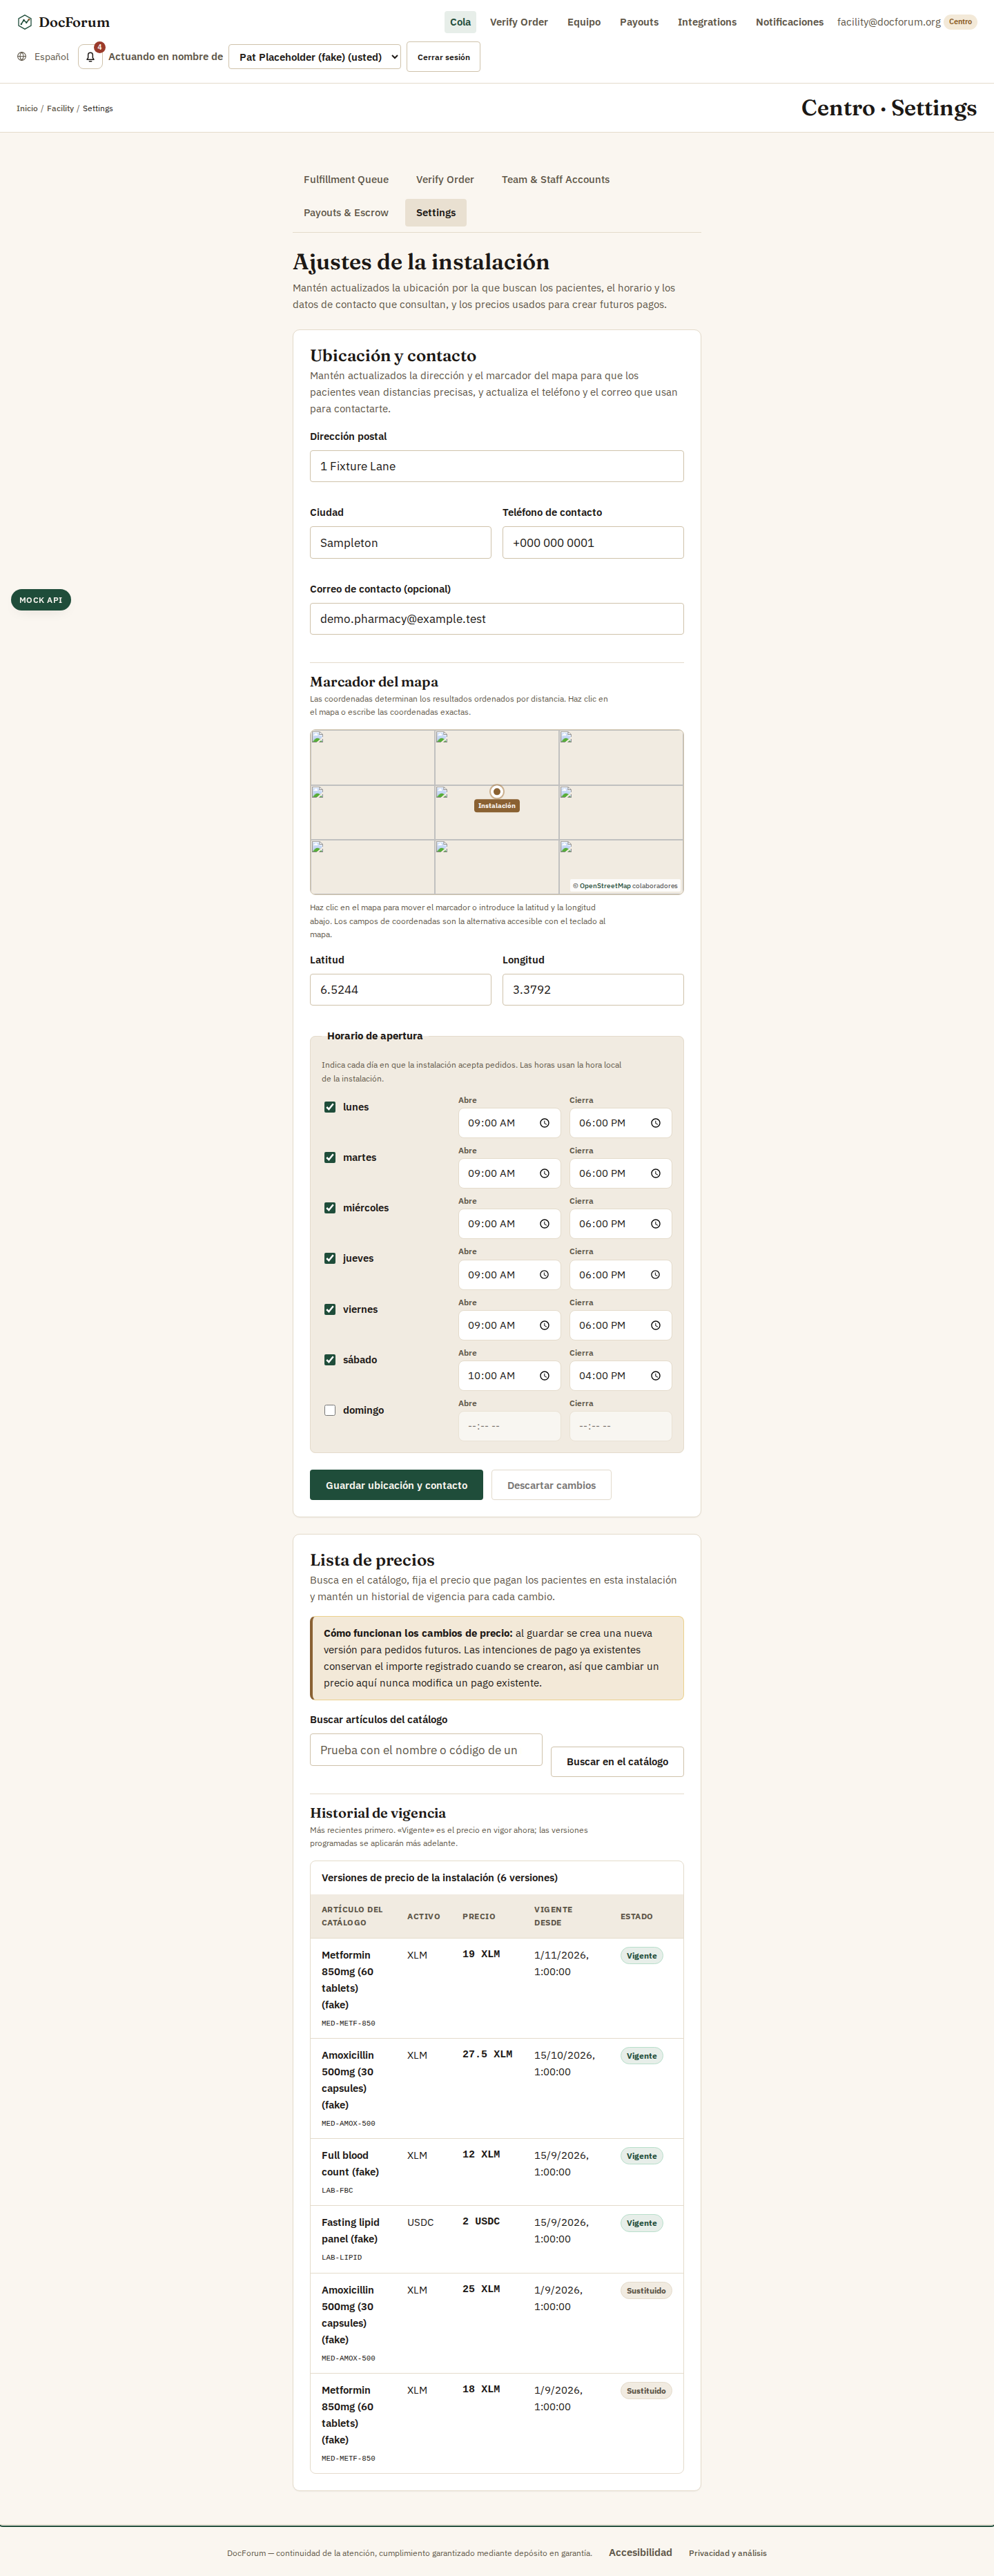 DocForum
Cola
Verify Order
Equipo
Payouts
Integrations
Notificaciones
facility@docforum.org
Centro
Español
4
Actuando en nombre de
Pat Placeholder (fake) (usted)
Cerrar sesión
Inicio / Facility / Settings
Centro · Settings
Fulfillment Queue
Verify Order
Team & Staff Accounts
Payouts & Escrow
Settings
Ajustes de la instalación
Mantén actualizados la ubicación por la que buscan los pacientes, el horario y los
datos de contacto que consultan, y los precios usados para crear futuros pagos.
Ubicación y contacto
Mantén actualizados la dirección y el marcador del mapa para que los
pacientes vean distancias precisas, y actualiza el teléfono y el correo que usan
para contactarte.
Dirección postal
1 Fixture Lane
Ciudad
Teléfono de contacto
Sampleton
+000 000 0001
MOCK API
Correo de contacto (opcional)
demo.pharmacy@example.test
Marcador del mapa
Las coordenadas determinan los resultados ordenados por distancia. Haz clic en
el mapa o escribe las coordenadas exactas.
Instalación
© OpenStreetMap colaboradores
Haz clic en el mapa para mover el marcador o introduce la latitud y la longitud
abajo. Los campos de coordenadas son la alternativa accesible con el teclado al
mapa.
Latitud
Longitud
6.5244
3.3792
Horario de apertura
Indica cada día en que la instalación acepta pedidos. Las horas usan la hora local
de la instalación.
lunes
Abre
Cierra
09:00 AM
06:00 PM
martes
Abre
Cierra
09:00 AM
06:00 PM
miércoles
Abre
Cierra
09:00 AM
06:00 PM
jueves
Abre
Cierra
09:00 AM
06:00 PM
viernes
Abre
Cierra
09:00 AM
06:00 PM
sábado
Abre
Cierra
10:00 AM
04:00 PM
domingo
Abre
Cierra
--:-- --
--:-- --
Guardar ubicación y contacto
Descartar cambios
Lista de precios
Busca en el catálogo, fija el precio que pagan los pacientes en esta instalación
y mantén un historial de vigencia para cada cambio.
Cómo funcionan los cambios de precio: al guardar se crea una nueva
versión para pedidos futuros. Las intenciones de pago ya existentes
conservan el importe registrado cuando se crearon, así que cambiar un
precio aquí nunca modifica un pago existente.
Buscar artículos del catálogo
Prueba con el nombre o código de un
Buscar en el catálogo
Historial de vigencia
Más recientes primero. «Vigente» es el precio en vigor ahora; las versiones
programadas se aplicarán más adelante.
Versiones de precio de la instalación (6 versiones)
ARTÍCULO DEL CATÁLOGO
ACTIVO
PRECIO
VIGENTE DESDE
ESTADO
Metformin
850mg (60
tablets)
(fake)
MED-METF-850
XLM
19 XLM
1/11/2026,
1:00:00
Vigente
Amoxicillin
500mg (30
capsules)
(fake)
MED-AMOX-500
XLM
27.5 XLM
15/10/2026,
1:00:00
Vigente
Full blood
count (fake)
LAB-FBC
XLM
12 XLM
15/9/2026,
1:00:00
Vigente
Fasting lipid
panel (fake)
LAB-LIPID
USDC
2 USDC
15/9/2026,
1:00:00
Vigente
Amoxicillin
500mg (30
capsules)
(fake)
MED-AMOX-500
XLM
25 XLM
1/9/2026,
1:00:00
Sustituido
Metformin
850mg (60
tablets)
(fake)
MED-METF-850
XLM
18 XLM
1/9/2026,
1:00:00
Sustituido
DocForum — continuidad de la atención, cumplimiento garantizado mediante depósito en garantía.
Accesibilidad
Privacidad y análisis